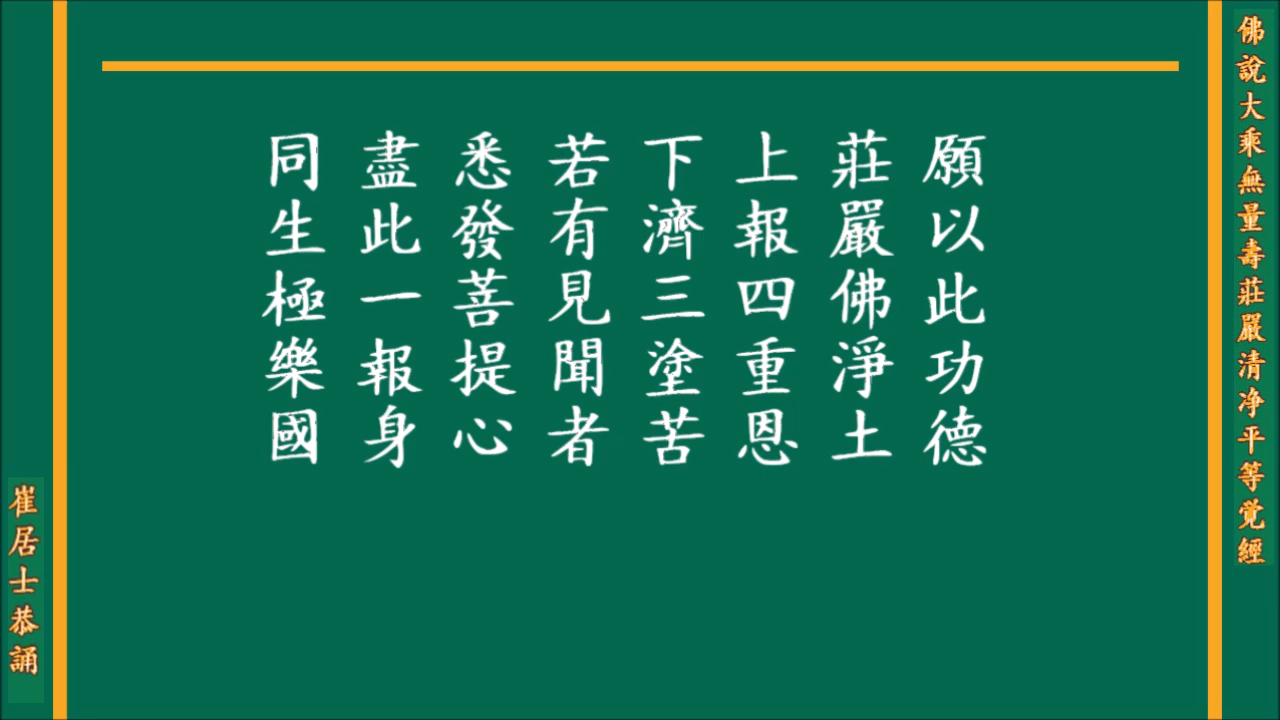 佛說大乘無量壽莊嚴清净平等觉經
願以此功德
莊嚴佛淨土
上報四重恩
下濟三塗苦
若有見聞者
悉發菩提心
盡此一報身
同生極樂國
崔居士恭誦